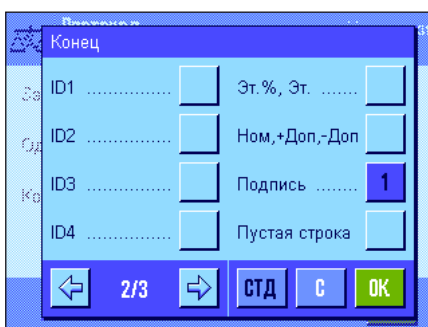 Конец
ID1 ...............
Эт.%, Эт. .......
ID2 ...............
Ном,+Доп,-Доп
ID3 ...............
Подпись ........ 1
ID4 ...............
Пустая строка
2/3
СТД
C
OK